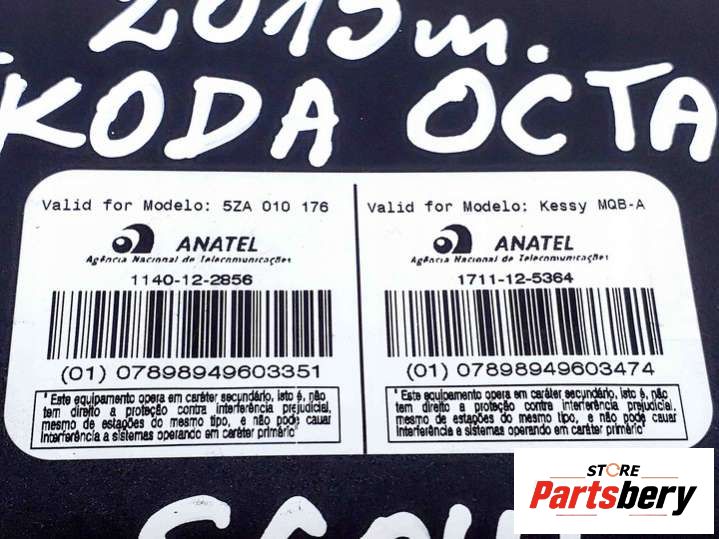 2015m.
KODA OCTA
Valid for Modelo: 5ZA 010 176
ANATEL
Agência Nacional de Telecomunicações
1140-12-2856
(01) 07898949603351
"Este equipamento opera em caráter secundário, isto é, não
tem direito a proteção contra interferência prejudicial,
mesmo de estações do mesmo tipo, e não pode causar
interferência a sistemas operando em caráter primário"
Valid for Modelo: Kessy MQB-A
ANATEL
Agência Nacional de Telecomunicações
1711-12-5364
(01) 07898949603474
"Este equipamento opera em caráter secundário, isto é, não
tem direito a proteção contra interferência prejudicial,
mesmo de estações do mesmo tipo, e não pode causar
interferência a sistemas operando em caráter primário"
STORE
Partsbery